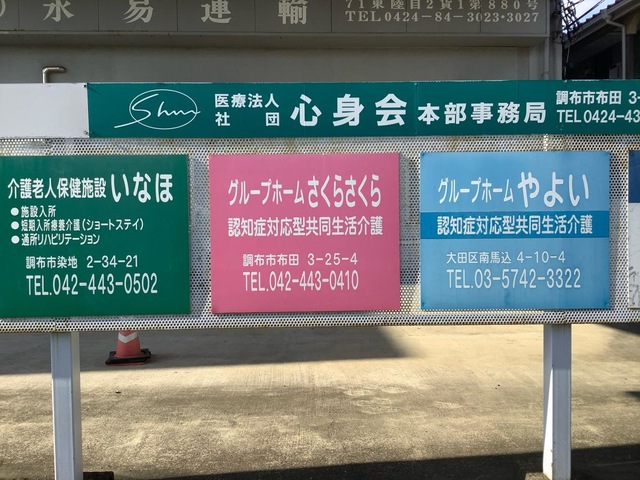 永易運輸
71東陸自2貨1第880号
TEL0424-84-3023・3027
Shin
医療法人
社団
心身会 本部事務局
調布市布田 3-
TEL0424-43
介護老人保健施設 いなほ
●施設入所
●短期入所療養介護(ショートステイ)
●通所リハビリテーション
調布市染地 2-34-21
TEL.042-443-0502
グループホーム さくらさくら
認知症対応型共同生活介護
調布市布田 3-25-4
TEL.042-443-0410
グループホーム やよい
認知症対応型共同生活介護
大田区南馬込 4-10-4
TEL.03-5742-3322